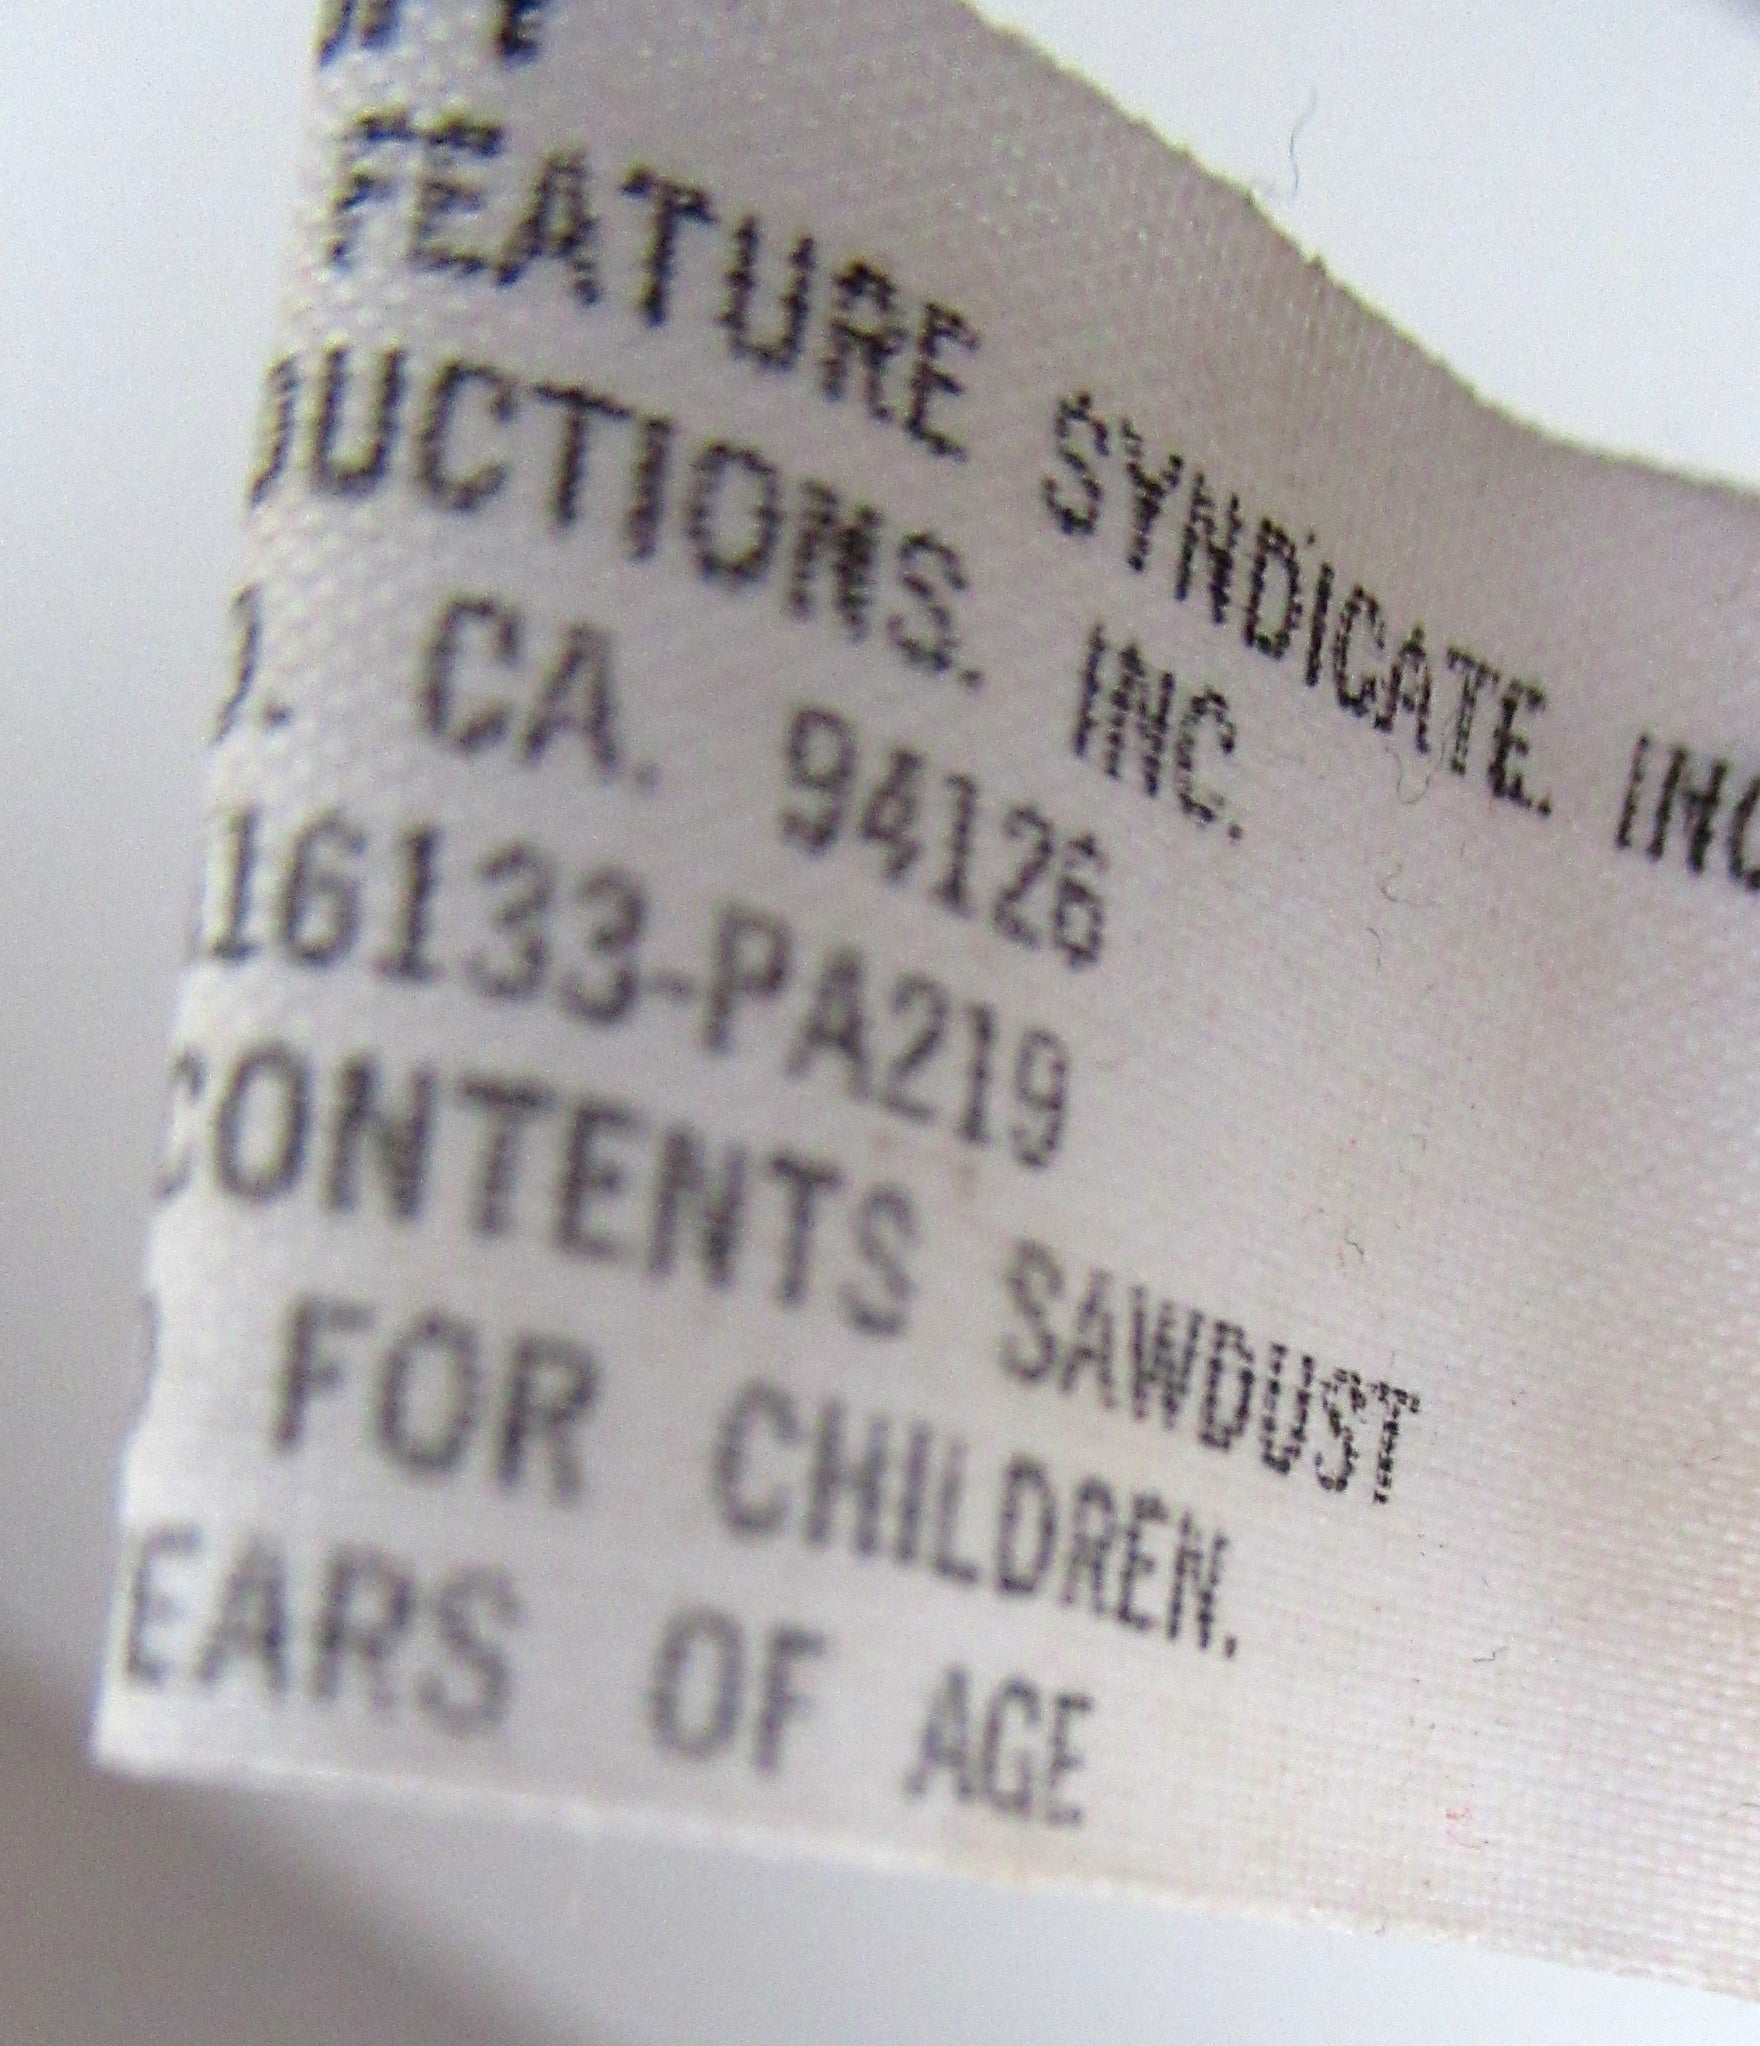 FEATURE SYNDICATE. INC
UCTIONS. INC.
. CA. 94126
16133-PA219
CONTENTS SAWDUST
FOR CHILDREN.
EARS OF AGE